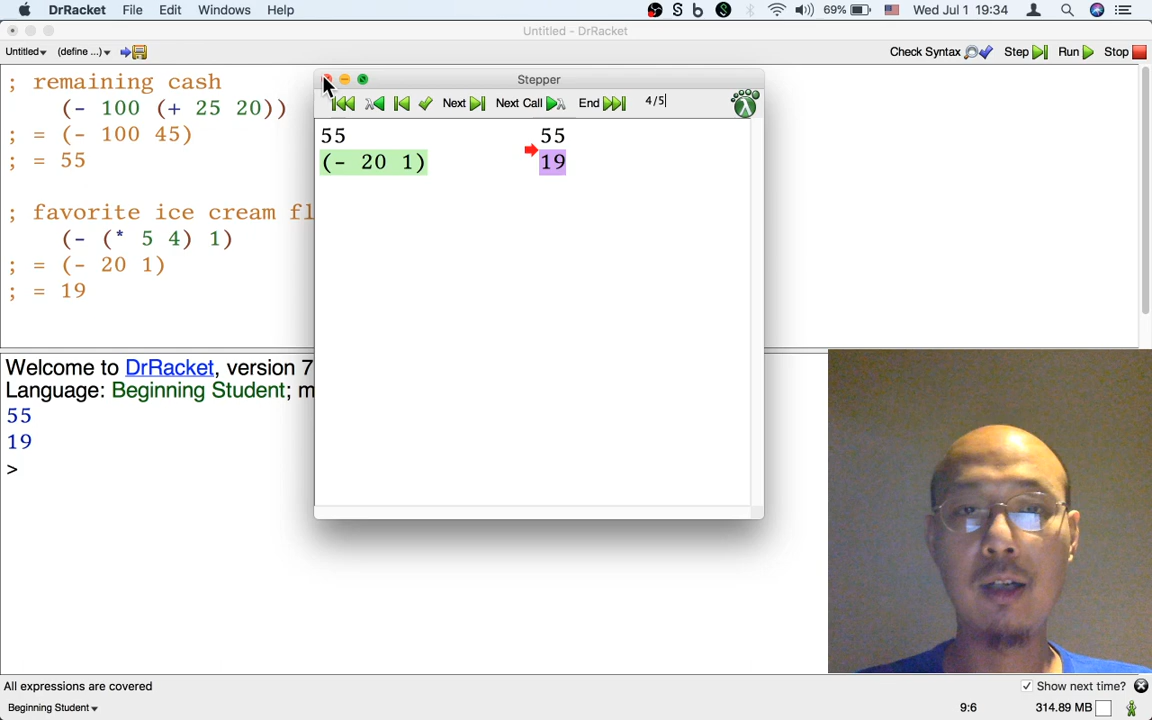 DrRacket File Edit Windows Help 69% Wed Jul 1 19:34
Untitled - DrRacket
Untitled (define ...) Check Syntax Step Run Stop
; remaining cash
(- 100 (+ 25 20))
; = (- 100 45)
; = 55
; favorite ice cream fl
(- (* 5 4) 1)
; = (- 20 1)
; = 19
Stepper
Next Next Call End 4/5
55 55
(- 20 1) 19
Welcome to DrRacket, version 7
Language: Beginning Student; m
55
19
>
All expressions are covered Show next time?
Beginning Student 9:6 314.89 MB